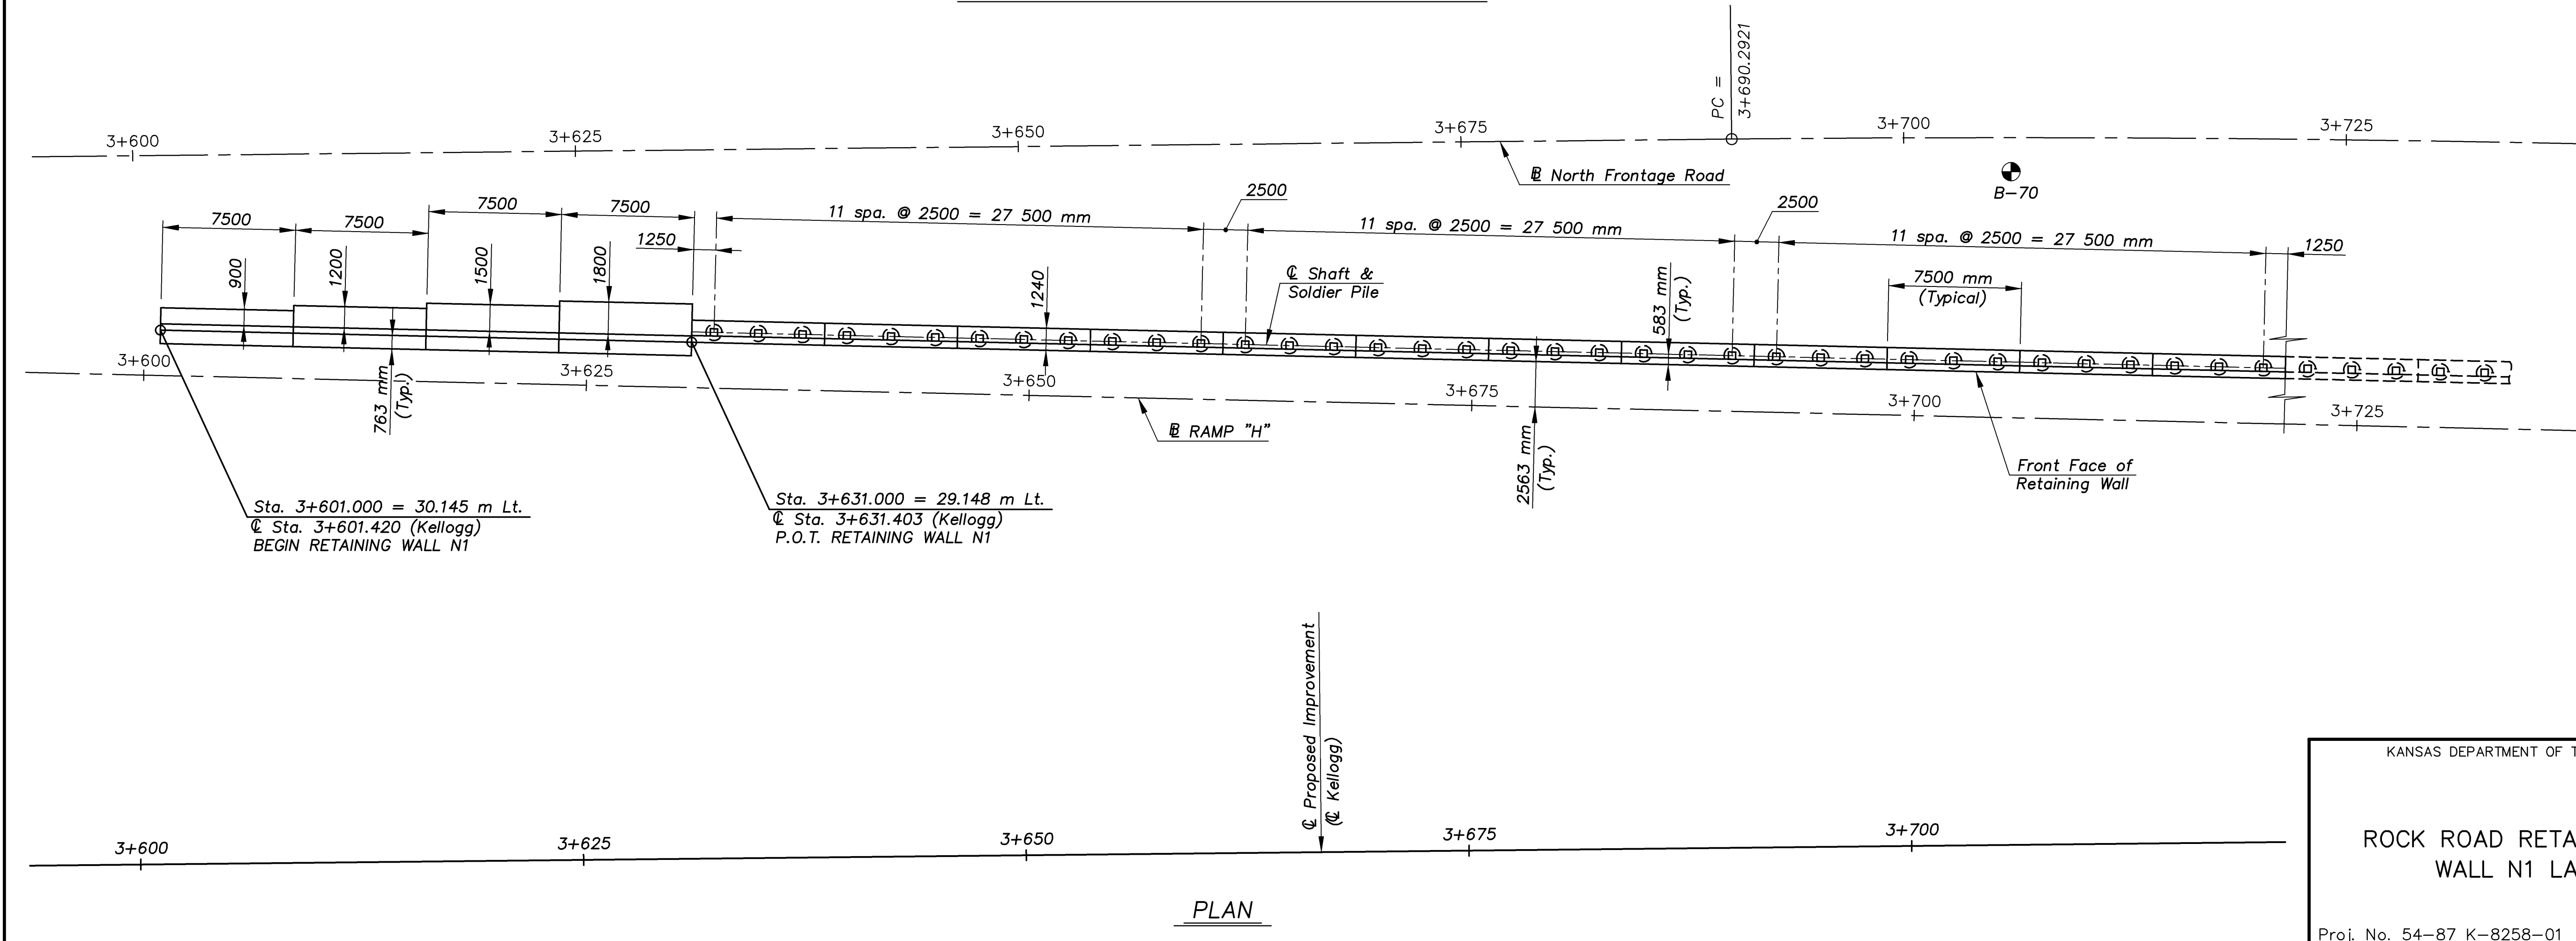 PC =
3+690.2921
3+600
3+625
3+650
3+675
3+700
3+725
℄ North Frontage Road
B-70
7500
7500
7500
7500
1250
11 spa. @ 2500 = 27 500 mm
2500
11 spa. @ 2500 = 27 500 mm
2500
11 spa. @ 2500 = 27 500 mm
1250
900
1200
1500
1800
1240
℄ Shaft &
Soldier Pile
583 mm
(Typ.)
7500 mm
(Typical)
3+600
3+625
3+650
3+675
3+700
3+725
763 mm
(Typ.)
RAMP "H"
2563 mm
(Typ.)
Front Face of
Retaining Wall
Sta. 3+601.000 = 30.145 m Lt.
℄ Sta. 3+601.420 (Kellogg)
BEGIN RETAINING WALL N1
Sta. 3+631.000 = 29.148 m Lt.
℄ Sta. 3+631.403 (Kellogg)
P.O.T. RETAINING WALL N1
℄ Proposed Improvement
(℄ Kellogg)
3+600
3+625
3+650
3+675
3+700
PLAN
KANSAS DEPARTMENT OF T
ROCK ROAD RETA
WALL N1 LA
Proj. No. 54-87 K-8258-01